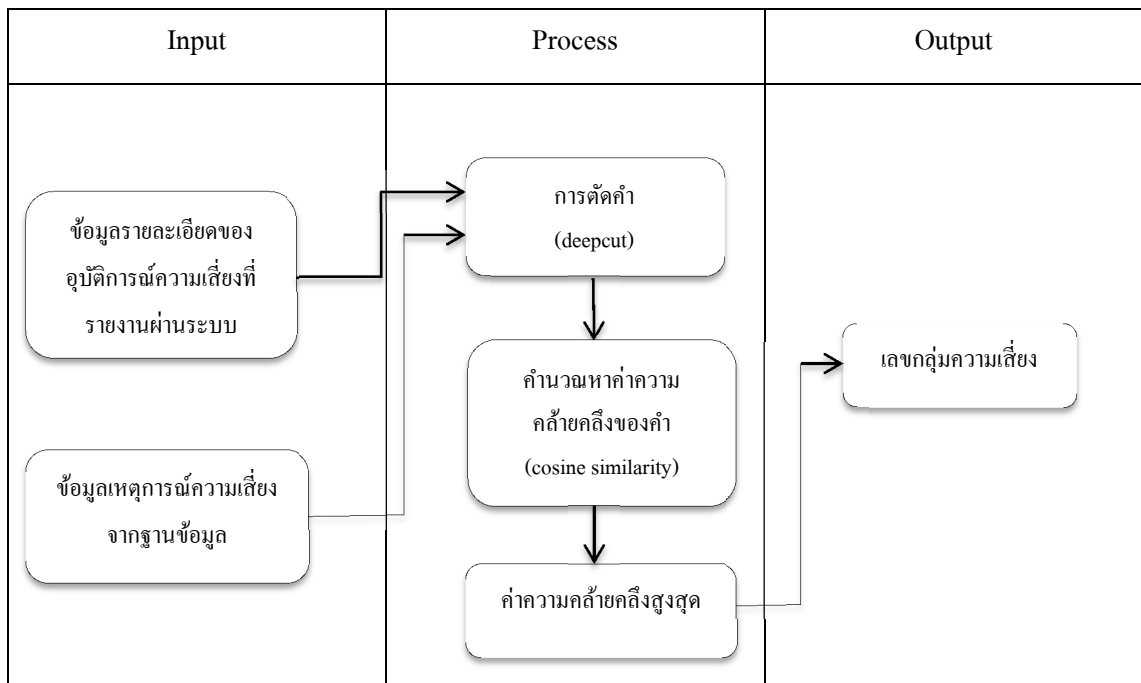 Input
Process
Output
ข้อมูลรายละเอียดของ
อุบัติการณ์ความเสี่ยงที่
รายงานผ่านระบบ
ข้อมูลเหตุการณ์ความเสี่ยง
จากฐานข้อมูล
การตัดคำ
(deepcut)
คำนวณหาค่าความ
คล้ายคลึงของคำ
(cosine similarity)
ค่าความคล้ายคลึงสูงสุด
เลขกลุ่มความเสี่ยง